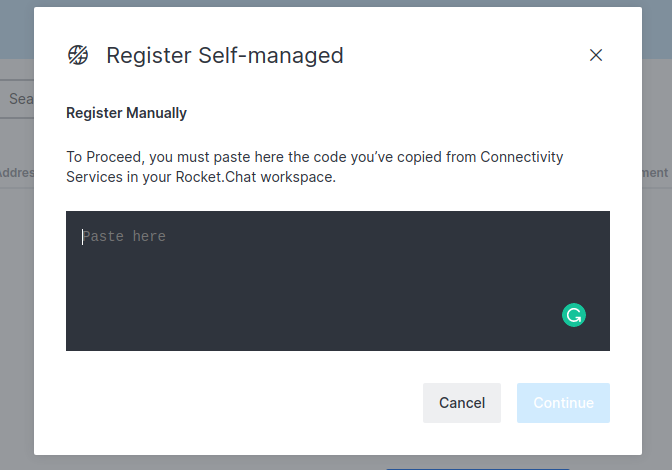 Register Self-managed
Sea
Register Manually
To Proceed, you must paste here the code you’ve copied from Connectivity
Services in your Rocket.Chat workspace.
Addres
ment
Paste here
Cancel
Continue